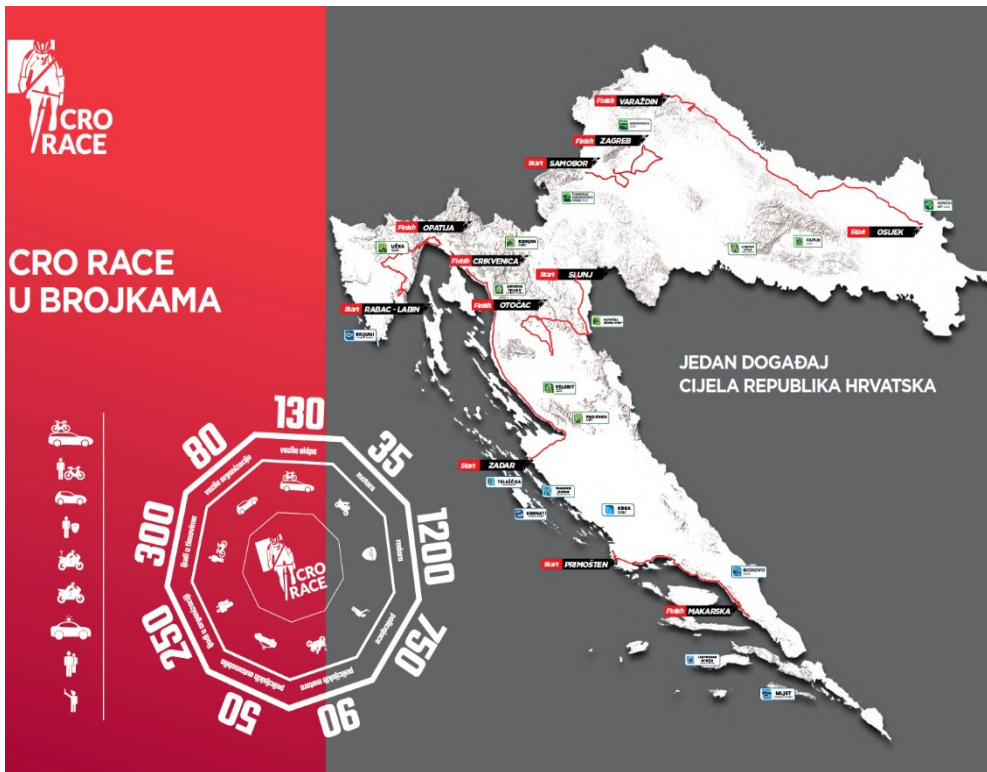 CRO
RACE
CRO RACE
U BROJKAMA
Finish VARAŽDIN
Finish ZAGREB
Start SAMOBOR
Start OSIJEK
Finish OPATIJA
UČKA
RISNJAK
Finish CRIKVENICA
Start SLUNJ
Start RABAC - LABIN
Finish OTOČAC
BRIJUNI
PAPUK
JEDAN DOGAĐAJ
CIJELA REPUBLIKA HRVATSKA
VELEBIT
PAKLENICA
Start ZADAR
TELAŠĆICA
KORNATI
KRKA
Start PRIMOŠTEN
BIOKOVO
Finish MAKARSKA
MLJET
130
vozila ekipa
35
motora
1200
redara
750
policajaca
90
policijskih motora
50
policijskih automobila
250
ljudi u organizaciji
300
ljudi u timovima
80
vozila organizacije
CRO
RACE